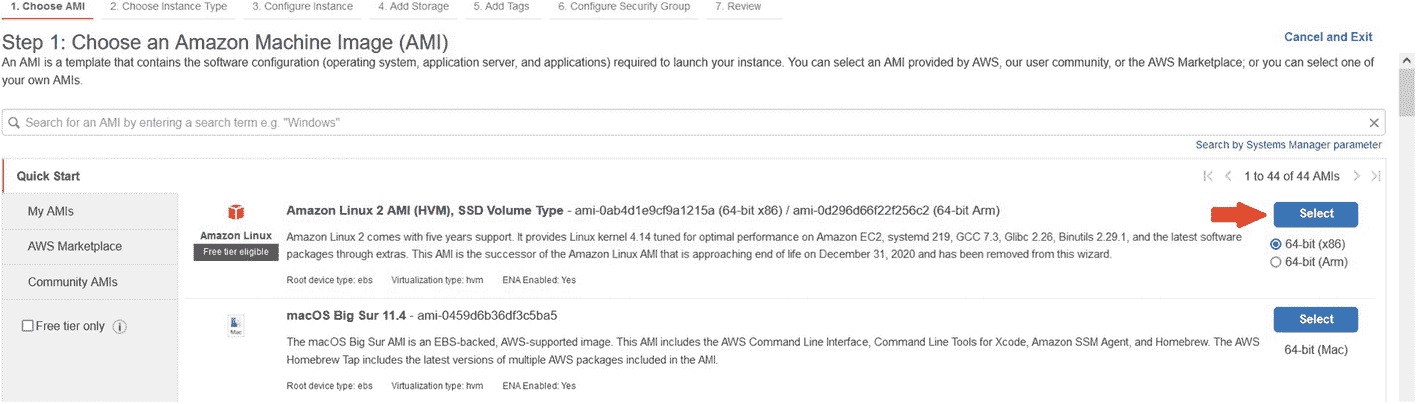 1. Choose AMI 2. Choose Instance Type 3. Configure Instance 4. Add Storage 5. Add Tags 6. Configure Security Group 7. Review
Step 1: Choose an Amazon Machine Image (AMI)
Cancel and Exit
An AMI is a template that contains the software configuration (operating system, application server, and applications) required to launch your instance. You can select an AMI provided by AWS, our user community, or the AWS Marketplace; or you can select one of
your own AMIs.
Search for an AMI by entering a search term e.g. "Windows"
Search by Systems Manager parameter
Quick Start
1 to 44 of 44 AMIs
My AMIs
AWS Marketplace
Community AMIs
Free tier only
Amazon Linux
Free tier eligible
Amazon Linux 2 AMI (HVM), SSD Volume Type - ami-0ab4d1e9cf9a1215a (64-bit x86) / ami-0d296d66f22f256c2 (64-bit Arm)
Amazon Linux 2 comes with five years support. It provides Linux kernel 4.14 tuned for optimal performance on Amazon EC2, systemd 219, GCC 7.3, Glibc 2.26, Binutils 2.29.1, and the latest software
packages through extras. This AMI is the successor of the Amazon Linux AMI that is approaching end of life on December 31, 2020 and has been removed from this wizard.
Root device type: ebs Virtualization type: hvm ENA Enabled: Yes
Select
64-bit (x86)
64-bit (Arm)
Mac
macOS Big Sur 11.4 - ami-0459d6b36df3c5ba5
The macOS Big Sur AMI is an EBS-backed, AWS-supported image. This AMI includes the AWS Command Line Interface, Command Line Tools for Xcode, Amazon SSM Agent, and Homebrew. The AWS
Homebrew Tap includes the latest versions of multiple AWS packages included in the AMI.
Root device type: ebs Virtualization type: hvm ENA Enabled: Yes
Select
64-bit (Mac)